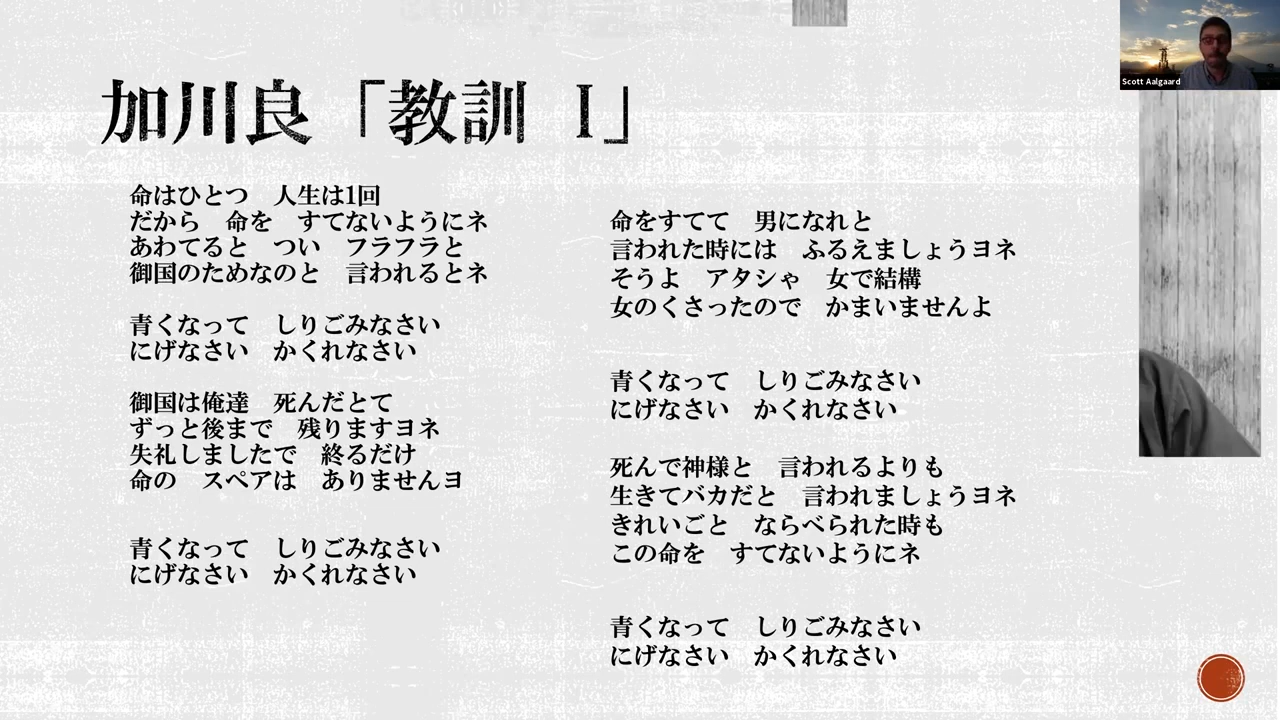 加川良「教訓 Ⅰ」
命はひとつ　人生は1回
だから　命を　すてないようにネ
あわてると　つい　フラフラと
御国のためなのと　言われるとネ
青くなって　しりごみなさい
にげなさい　かくれなさい
御国は俺達　死んだとて
ずっと後まで　残りますヨネ
失礼しましたで　終るだけ
命の　スペアは　ありませんヨ
青くなって　しりごみなさい
にげなさい　かくれなさい
命をすてて　男になれと
言われた時には　ふるえましょうヨネ
そうよ　アタシゃ　女で結構
女のくさったので　かまいませんよ
青くなって　しりごみなさい
にげなさい　かくれなさい
死んで神様と　言われるよりも
生きてバカだと　言われましょうヨネ
きれいごと　ならべられた時も
この命を　すてないようにネ
青くなって　しりごみなさい
にげなさい　かくれなさい
Scott Aalgaard